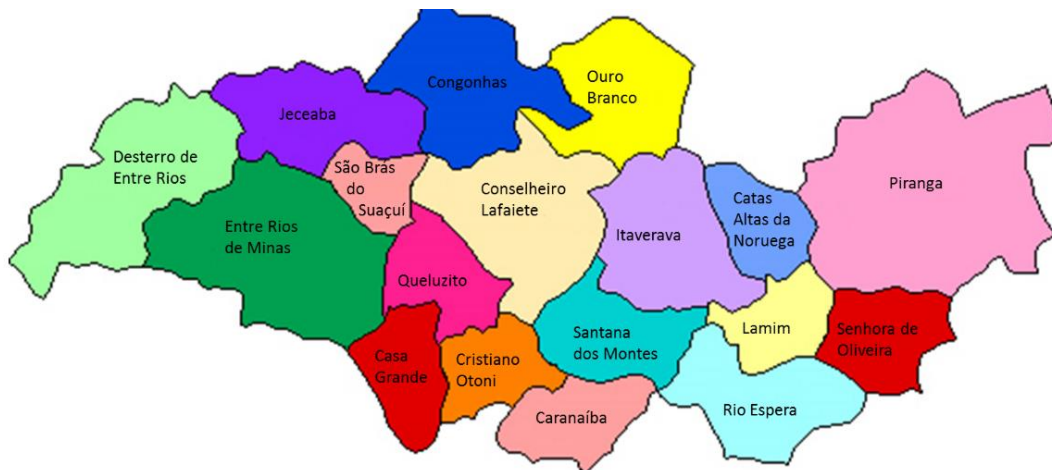 Congonhas
Ouro
Branco
Jeceaba
Desterro de
Entre Rios
São Brás
do
Suaçuí
Conselheiro
Lafaiete
Piranga
Catas
Altas da
Noruega
Entre Rios
de Minas
Itaverava
Queluzito
Santana
dos Montes
Lamim
Senhora de
Oliveira
Casa
Grande
Cristiano
Otoni
Caranaíba
Rio Espera